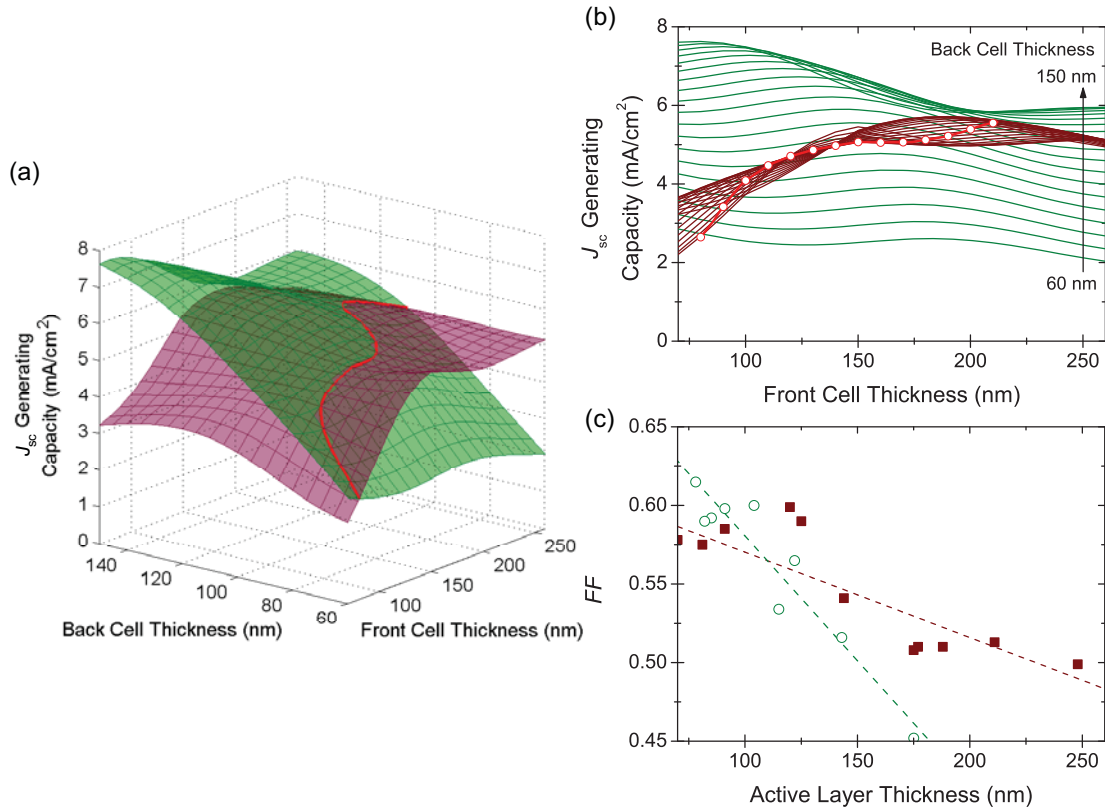 (a)
8
7
6
5
4
3
2
1
0
Jsc Generating
Capacity (mA/cm²)
140
120
100
80
60
Back Cell Thickness (nm)
100
150
200
250
Front Cell Thickness (nm)
(b)
8
6
4
2
0
Jsc Generating
Capacity (mA/cm²)
Back Cell Thickness
150 nm
60 nm
100
150
200
250
Front Cell Thickness (nm)
(c)
0.65
0.60
0.55
0.50
0.45
FF
100
150
200
250
Active Layer Thickness (nm)